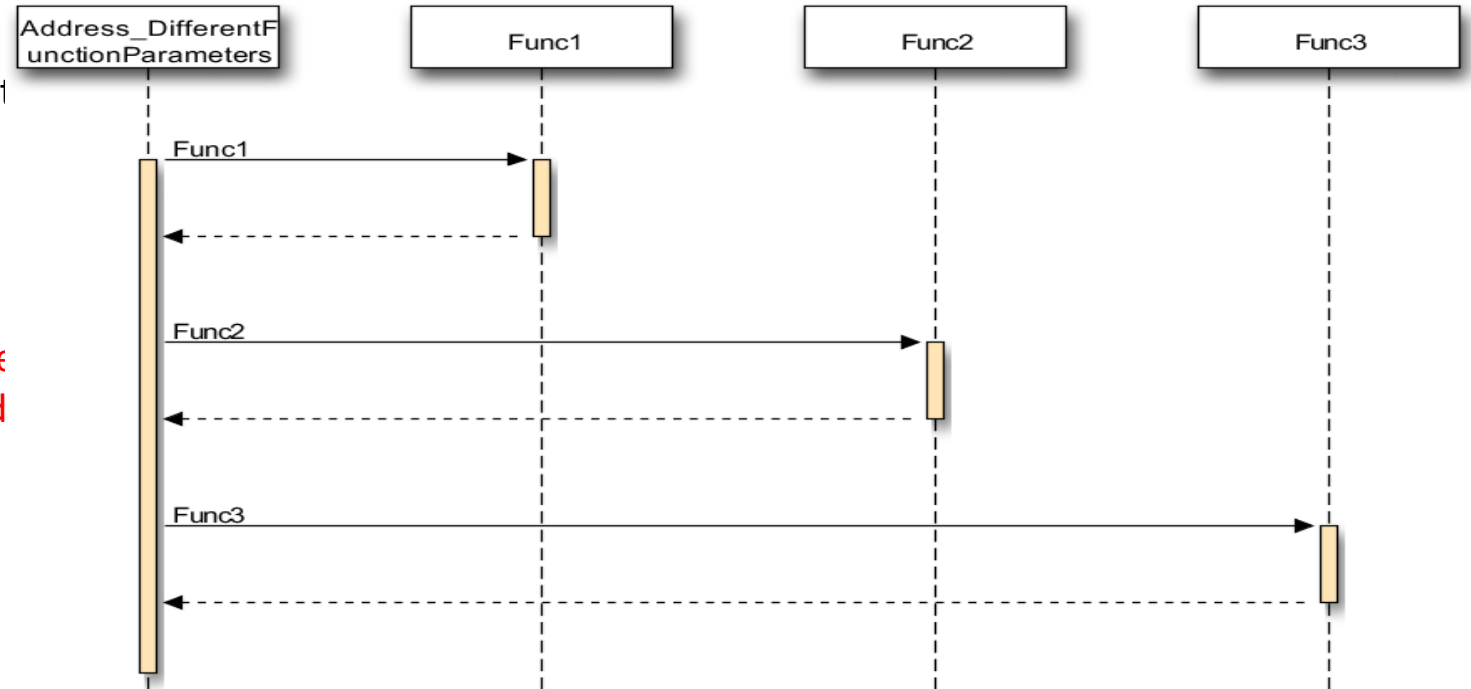 Address_DifferentF
unctionParameters
Func1
Func2
Func3
Func1
Func2
Func3